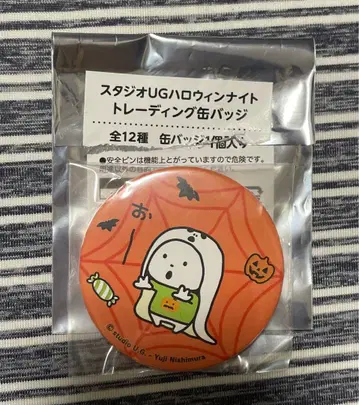 スタジオUGハロウィンナイト
トレーディング缶バッジ
全12種 缶バッジ1個入り
●安全ピンは機能上とがっていますので危険です。
お〜
© studio U.G. - Yuji Nishimura